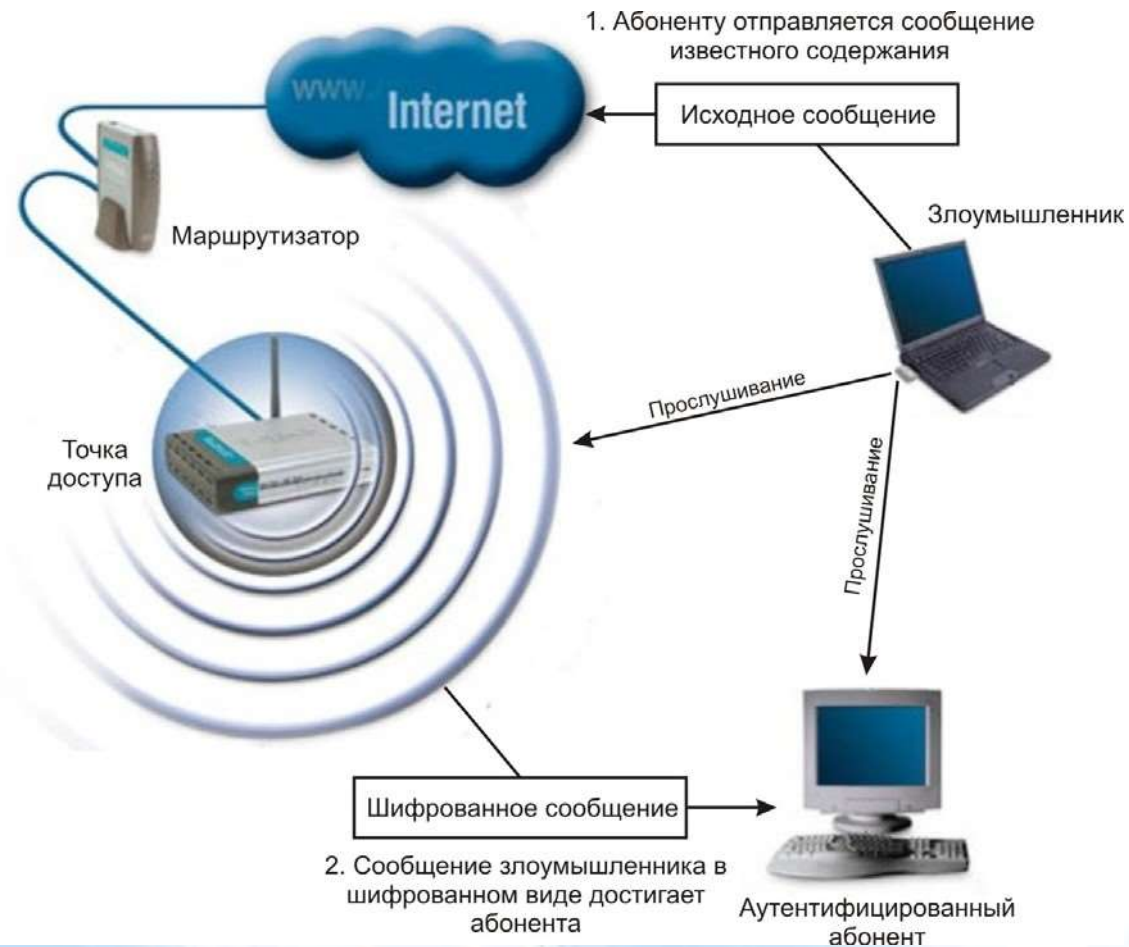 1. Абоненту отправляется сообщение
известного содержания
www.
Internet
Исходное сообщение
Маршрутизатор
Злоумышленник
Прослушивание
Точка
доступа
Прослушивание
Шифрованное сообщение
2. Сообщение злоумышленника в
шифрованном виде достигает
абонента
Аутентифицированный
абонент